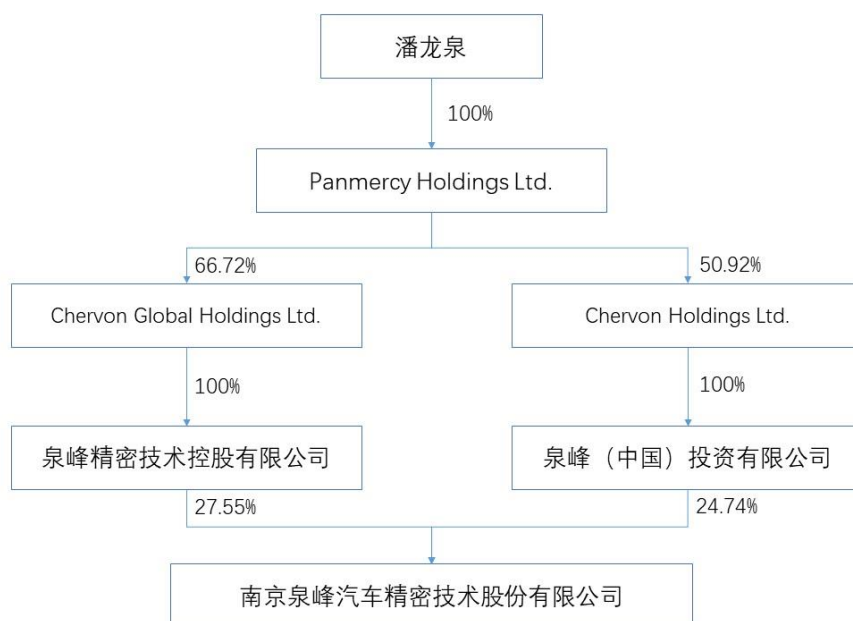 潘龙泉
100%
Panmercy Holdings Ltd.
66.72%
50.92%
Chervon Global Holdings Ltd.
Chervon Holdings Ltd.
100%
100%
泉峰精密技术控股有限公司
泉峰（中国）投资有限公司
27.55%
24.74%
南京泉峰汽车精密技术股份有限公司